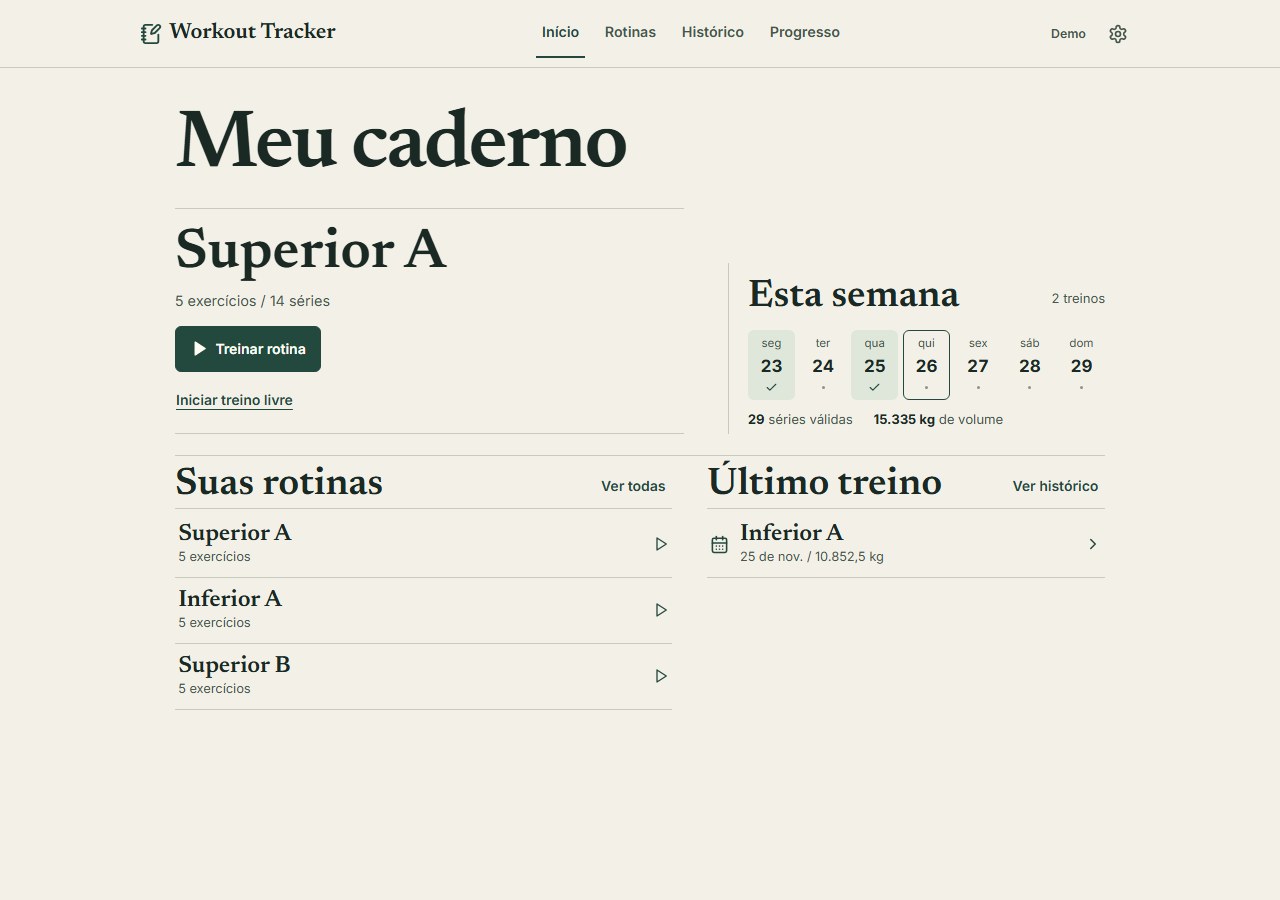 Workout Tracker
Início Rotinas Histórico Progresso
Demo
Meu caderno
Superior A
5 exercícios / 14 séries
Treinar rotina
Iniciar treino livre
Esta semana
2 treinos
seg ter qua qui sex sáb dom
23 24 25 26 27 28 29
29 séries válidas 15.335 kg de volume
Suas rotinas
Ver todas
Superior A
5 exercícios
Inferior A
5 exercícios
Superior B
5 exercícios
Último treino
Ver histórico
Inferior A
25 de nov. / 10.852,5 kg